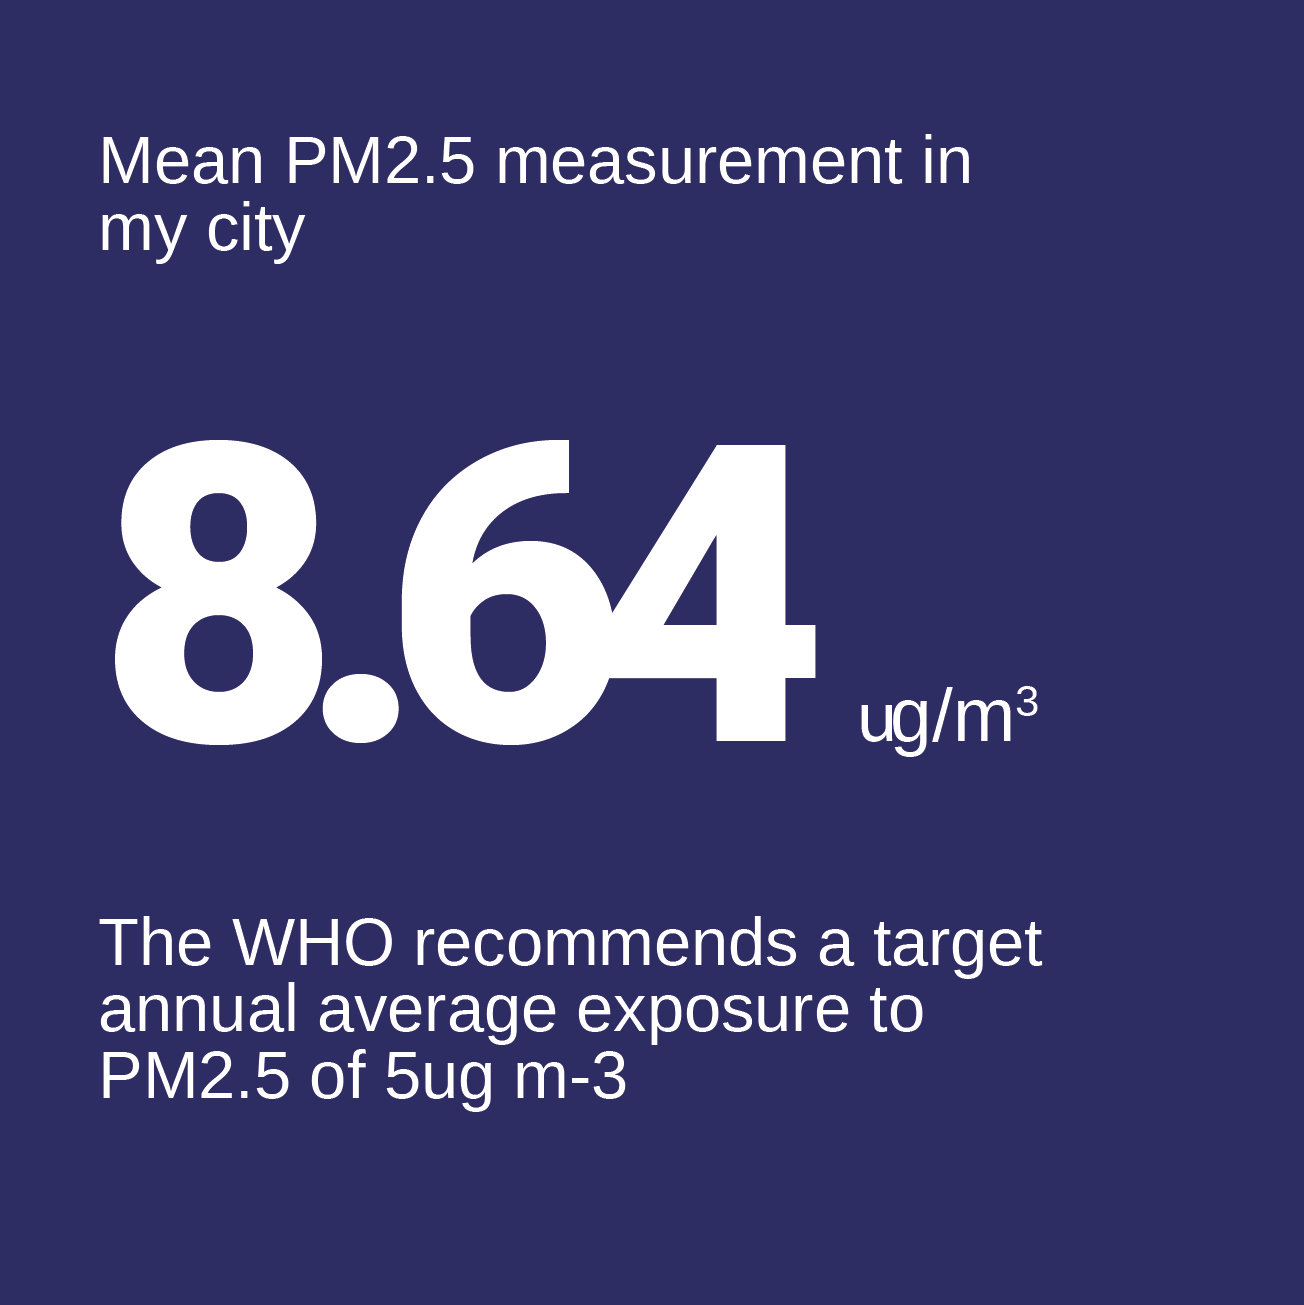 Mean PM2.5 measurement in
my city
8.64 ug/m³
The WHO recommends a target
annual average exposure to
PM2.5 of 5ug m-3